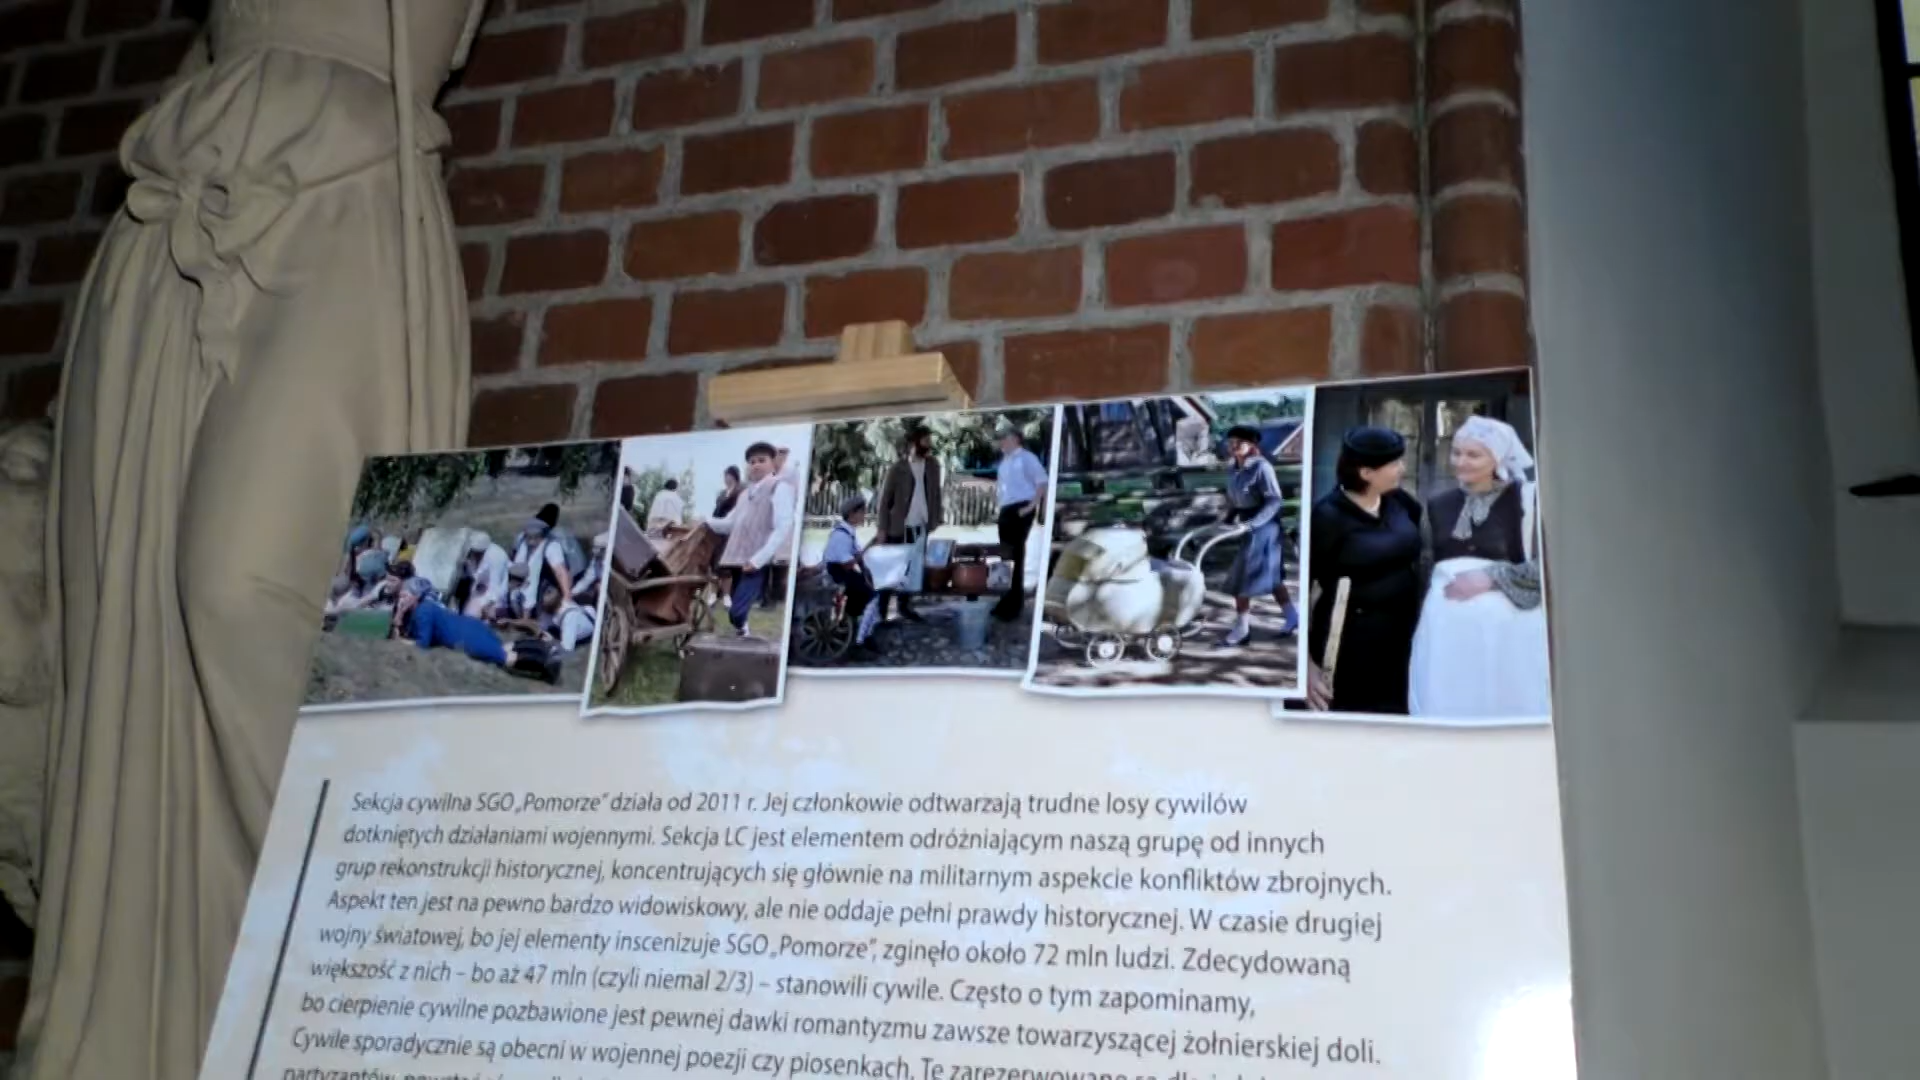 Sekcja cywilna SGO „Pomorze” działa od 2011 r. Jej członkowie odtwarzają trudne losy cywilów
dotkniętych działaniami wojennymi. Sekcja LC jest elementem odróżniającym naszą grupę od innych
grup rekonstrukcji historycznej, koncentrujących się głównie na militarnym aspekcie konfliktów zbrojnych.
Aspekt ten jest na pewno bardzo widowiskowy, ale nie oddaje pełni prawdy historycznej. W czasie drugiej
wojny światowej, bo jej elementy inscenizuje SGO „Pomorze”, zginęło około 72 mln ludzi. Zdecydowaną
większość z nich – bo aż 47 mln (czyli niemal 2/3) – stanowili cywile. Często o tym zapominamy,
bo cierpienie cywilne pozbawione jest pewnej dawki romantyzmu zawsze towarzyszącej żołnierskiej doli.
Cywile sporadycznie są obecni w wojennej poezji czy piosenkach. Te zarezerwowane są